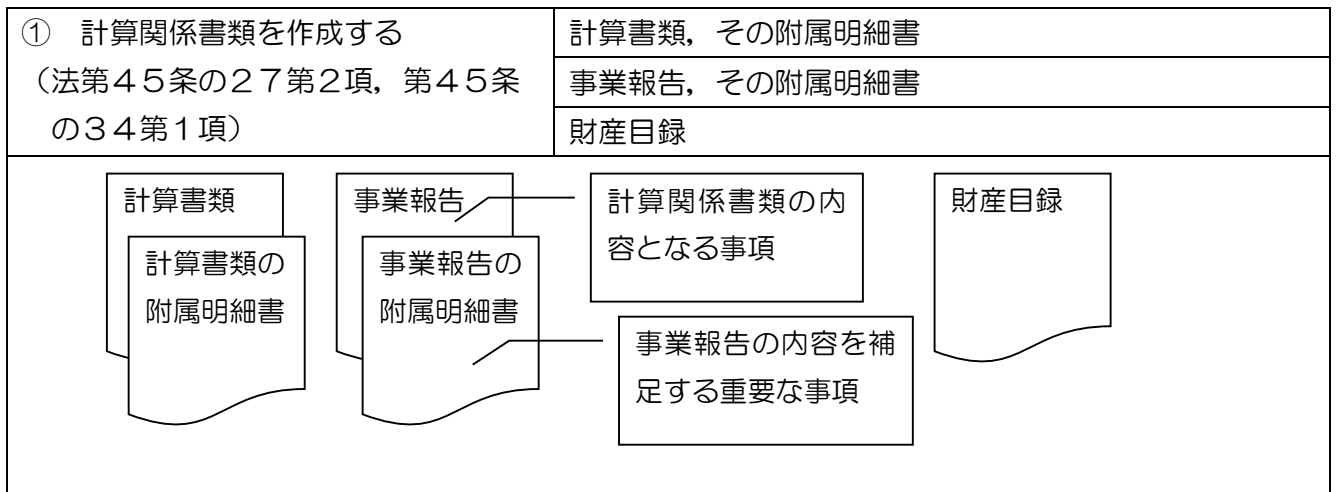 ① 計算関係書類を作成する
（法第４５条の２７第２項，第４５条
の３４第１項）
計算書類，その附属明細書
事業報告，その附属明細書
財産目録
計算書類
計算書類の
附属明細書
事業報告
事業報告の
附属明細書
計算関係書類の内
容となる事項
事業報告の内容を補
足する重要な事項
財産目録